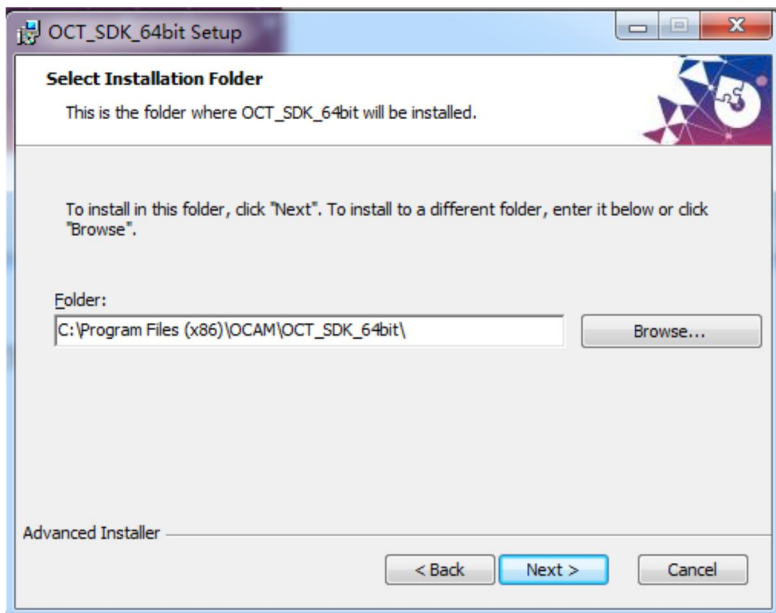 OCT_SDK_64bit Setup
Select Installation Folder
This is the folder where OCT_SDK_64bit will be installed.
To install in this folder, click "Next". To install to a different folder, enter it below or click
"Browse".
Folder:
C:\Program Files (x86)\OCAM\OCT_SDK_64bit\
Browse...
Advanced Installer
< Back
Next >
Cancel